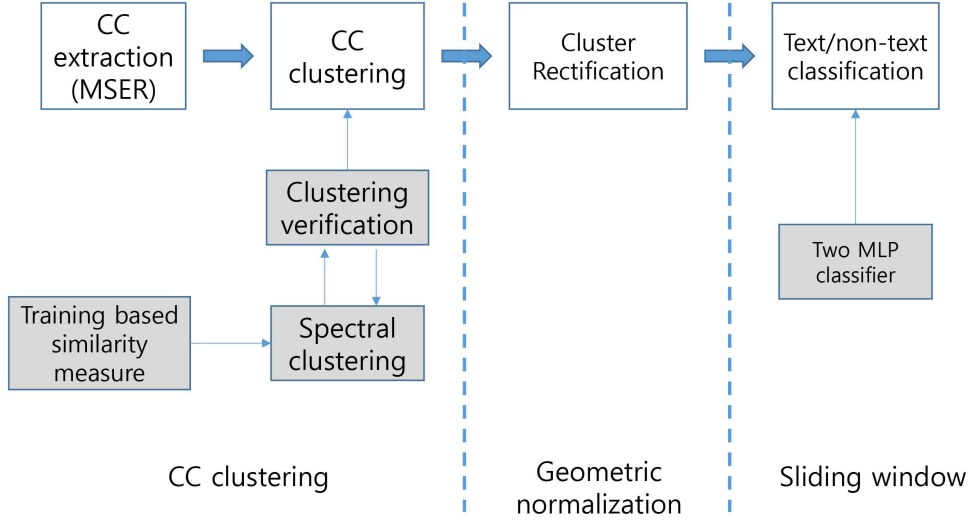 CC
extraction
(MSER)
CC
clustering
Cluster
Rectification
Text/non-text
classification
Clustering
verification
Two MLP
classifier
Training based
similarity
measure
Spectral
clustering
CC clustering
Geometric
normalization
Sliding window